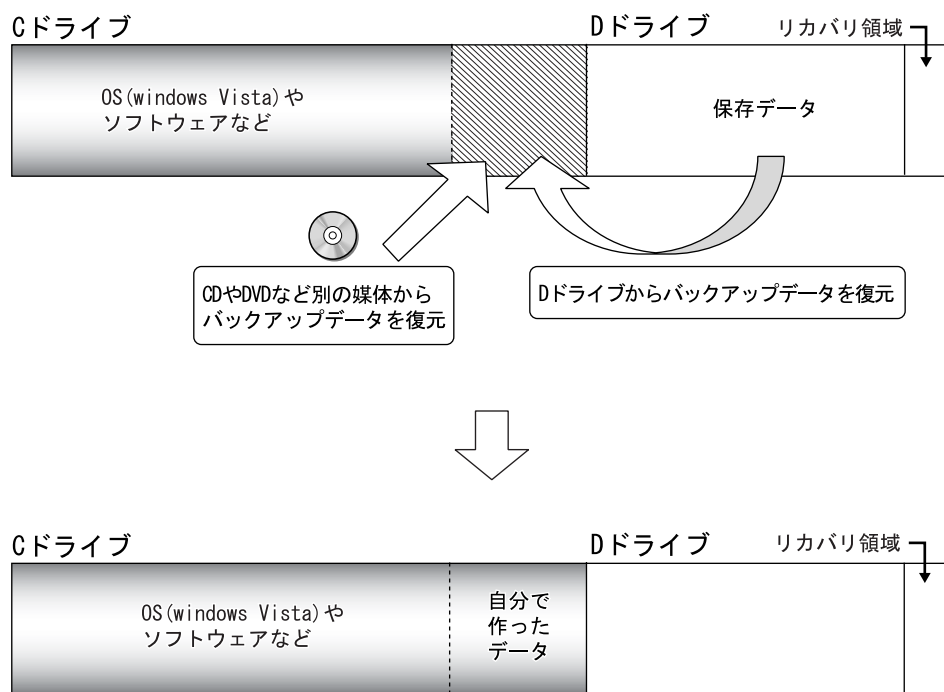 Cドライブ
Dドライブ
リカバリ領域
OS(windows Vista)や
ソフトウェアなど
保存データ
CDやDVDなど別の媒体から
バックアップデータを復元
Dドライブからバックアップデータを復元
Cドライブ
Dドライブ
リカバリ領域
OS(windows Vista)や
ソフトウェアなど
自分で
作った
データ